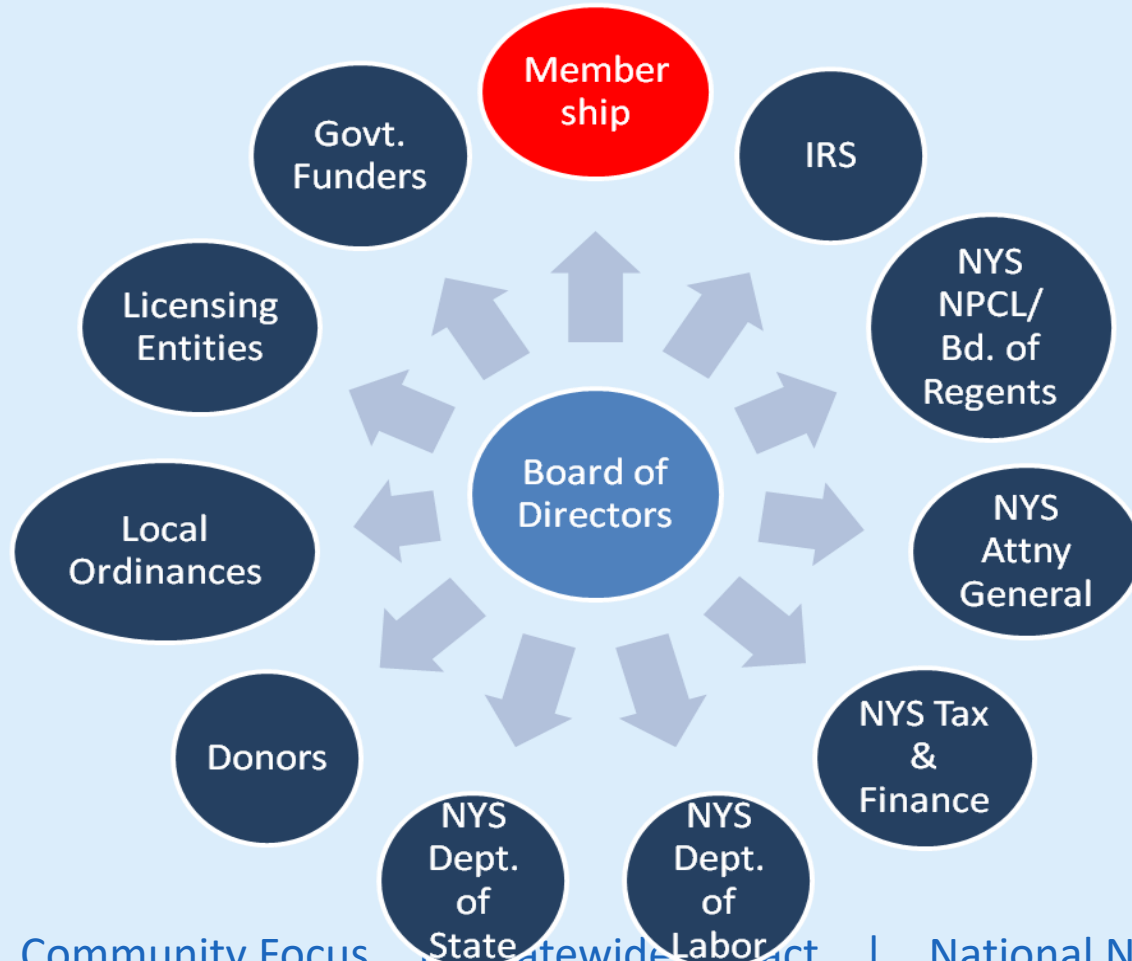 Member
ship
IRS
NYS
NPCL/
Bd. of
Regents
NYS
Attny
General
NYS Tax
&
Finance
NYS
Dept.
of
Labor
NYS
Dept.
of
State
Donors
Local
Ordinances
Licensing
Entities
Govt.
Funders
Board of
Directors
Community Focus | National N